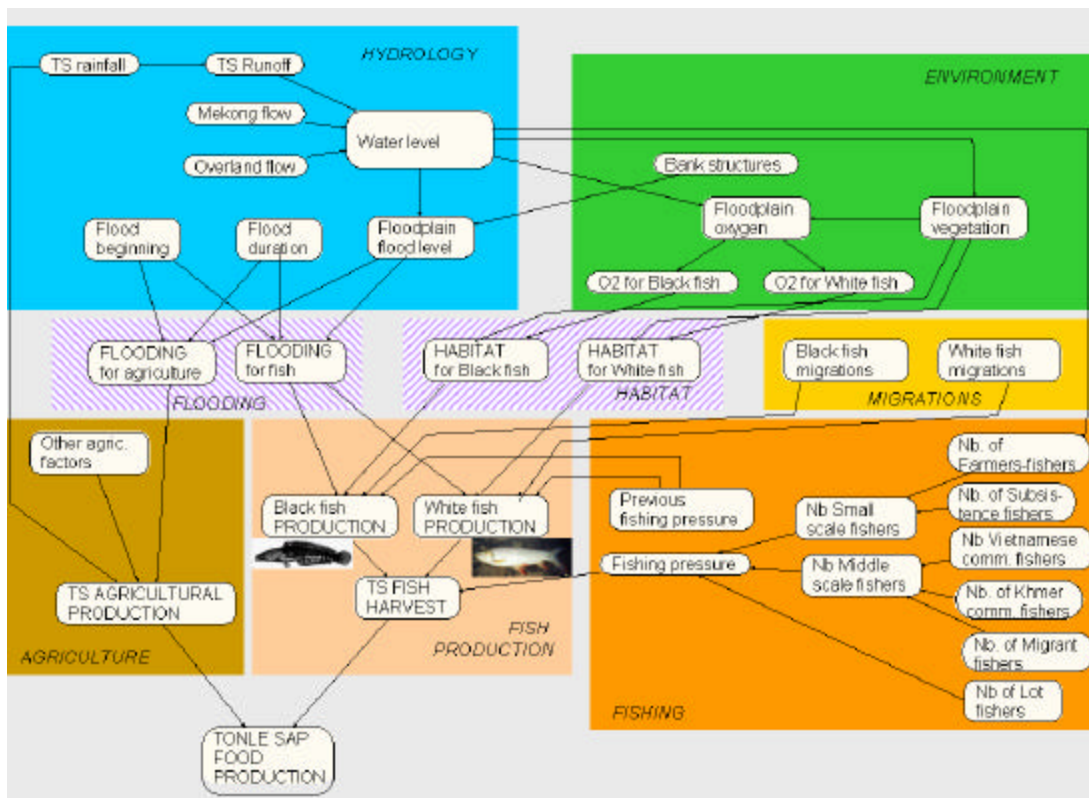 HYDROLOGY
TS rainfall
TS Runoff
ENVIRONMENT
Mekong flow
Water level
Overland flow
Bank structures
Flood
beginning
Flood
duration
Floodplain
flood level
Floodplain
oxygen
Floodplain
vegetation
O2 for Black fish
O2 for White fish
FLOODING
for agriculture
FLOODING
for fish
HABITAT
for Black fish
HABITAT
for White fish
Black fish
migrations
White fish
migrations
FLOODING
HABITAT
MIGRATIONS
Other agric.
factors
Nb. of
Farmers-fishers
Black fish
PRODUCTION
White fish
PRODUCTION
Previous
fishing pressure
Nb Small
scale fishers
Nb. of Subsis-
tence fishers
Nb Vietnamese
comm. fishers
Fishing pressure
Nb Middle
scale fishers
TS AGRICULTURAL
PRODUCTION
TS FISH
HARVEST
Nb. of Khmer
comm. fishers
Nb. of Migrant
fishers
FISH
PRODUCTION
AGRICULTURE
Nb of Lot
fishers
FISHING
TONLE SAP
FOOD
PRODUCTION